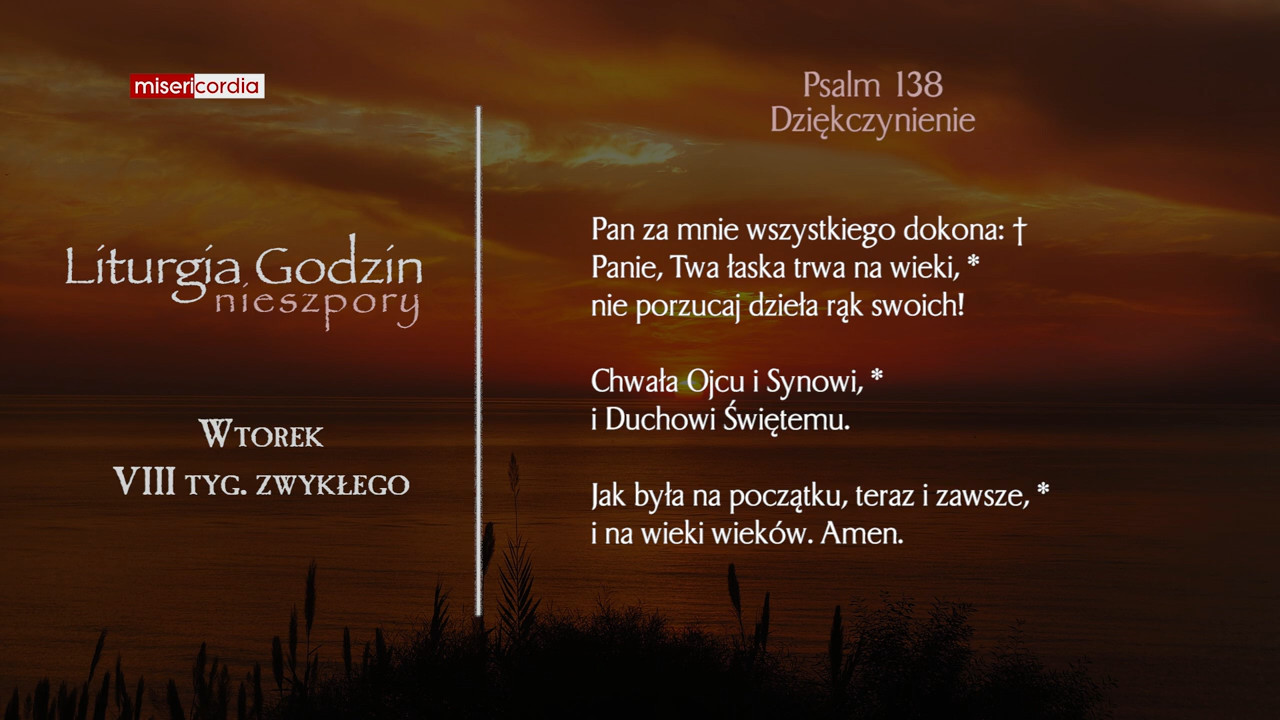 misericordia
Liturgia Godzin
nieszpory
Wtorek
VIII tyg. zwykłego
Psalm 138
Dziękczynienie
Pan za mnie wszystkiego dokona: †
Panie, Twa łaska trwa na wieki, *
nie porzucaj dzieła rąk swoich!
Chwała Ojcu i Synowi, *
i Duchowi Świętemu.
Jak była na początku, teraz i zawsze, *
i na wieki wieków. Amen.